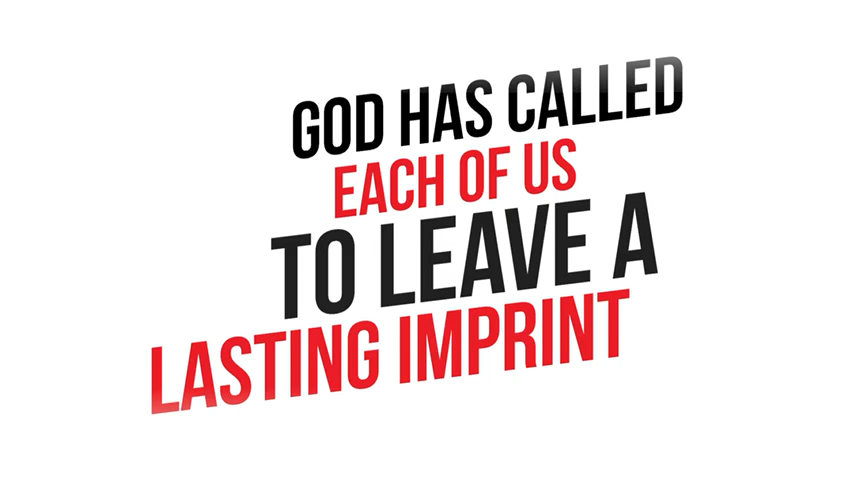 GOD HAS CALLED
EACH OF US
TO LEAVE A
LASTING IMPRINT